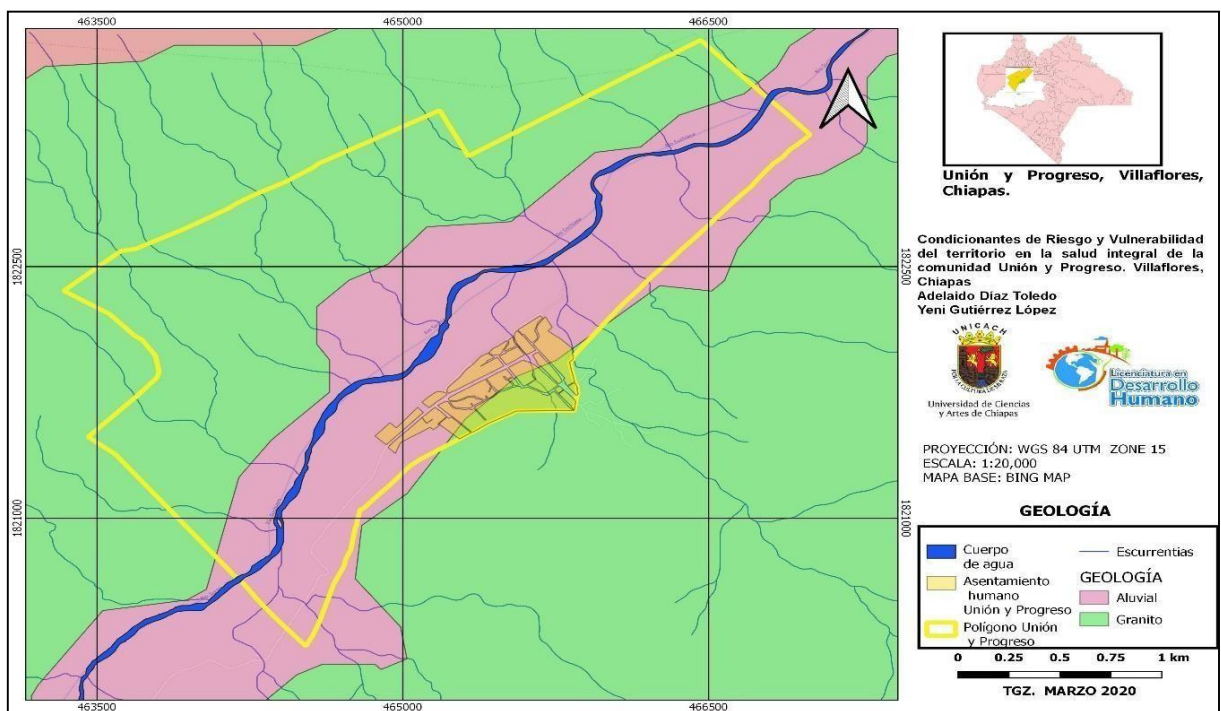 463500
465000
466500
1822500
1822500
1821000
1821000
463500
465000
466500
Unión y Progreso, Villaflores,
Chiapas.
Condicionantes de Riesgo y Vulnerabilidad
del territorio en la salud integral de la
comunidad Unión y Progreso. Villaflores,
Chiapas
Adelaido Díaz Toledo
Yeni Gutiérrez López
UNICACH
Universidad de Ciencias
y Artes de Chiapas
Licenciatura en
Desarrollo
Humano
PROYECCIÓN: WGS 84 UTM ZONE 15
ESCALA: 1:20,000
MAPA BASE: BING MAP
GEOLOGÍA
Cuerpo
de agua
Asentamiento
humano
Unión y Progreso
Polígono Unión
y Progreso
Escurrentias
GEOLOGÍA
Aluvial
Granito
0 0.25 0.5 0.75 1 km
TGZ. MARZO 2020